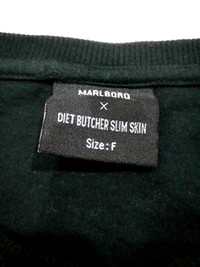 MARLBORO
×
DIET BUTCHER SLIM SKIN
Size: F